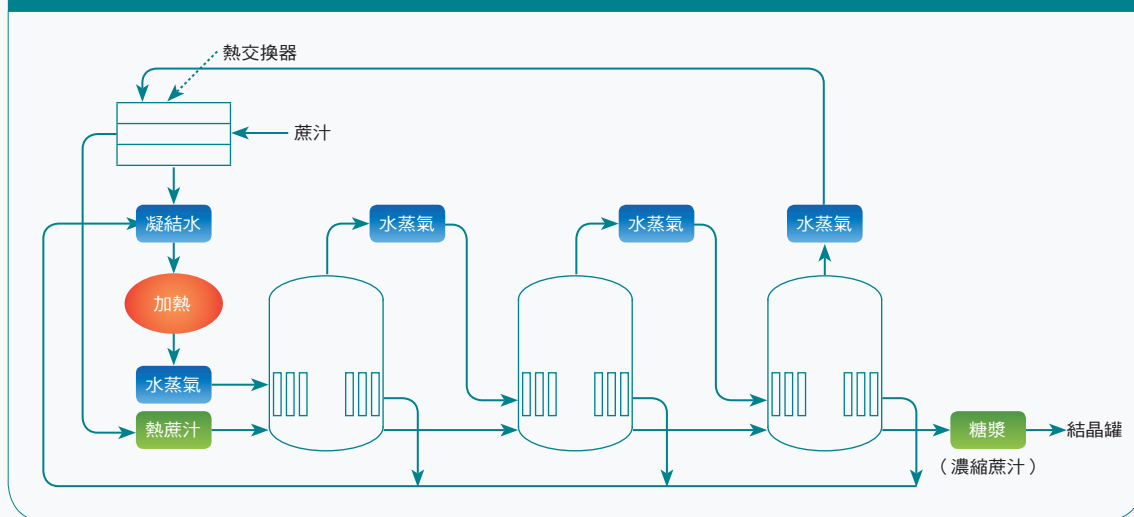 熱交換器
蔗汁
凝結水
水蒸氣
水蒸氣
水蒸氣
加熱
水蒸氣
熱蔗汁
糖漿
結晶罐
（濃縮蔗汁）